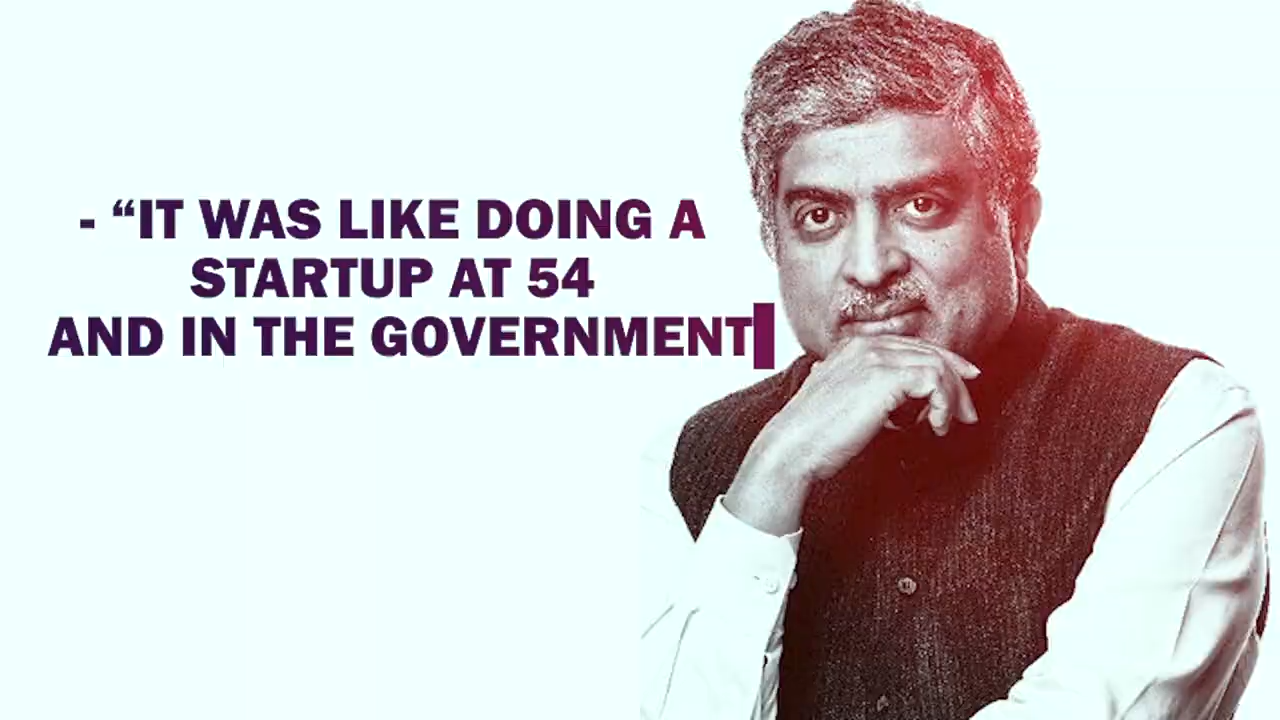 - “IT WAS LIKE DOING A
STARTUP AT 54
AND IN THE GOVERNMENT